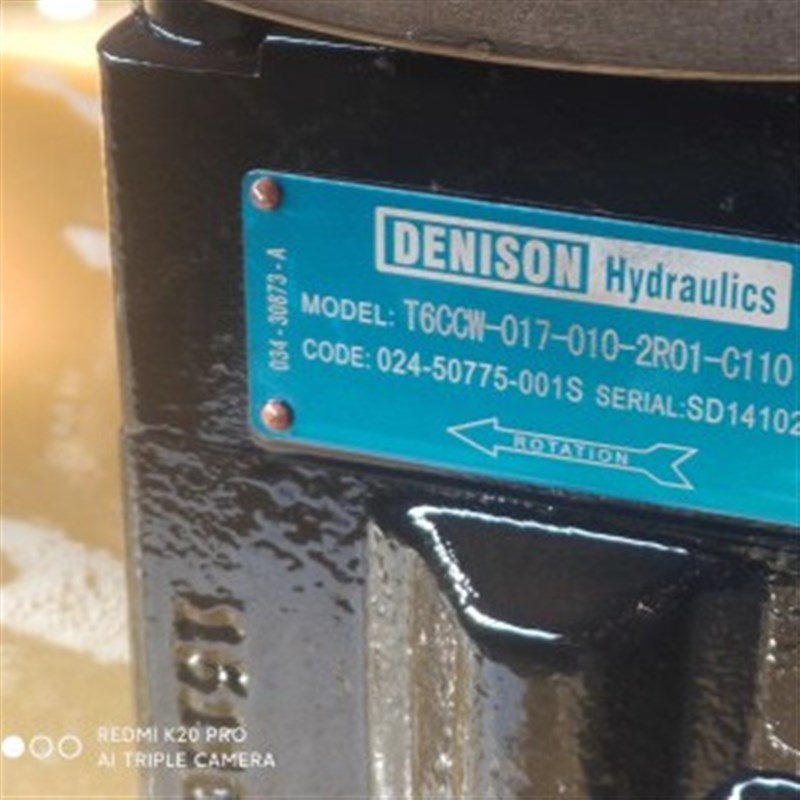 DENISON Hydraulics
MODEL: T6CCW-017-010-2R01-C110
CODE: 024-50775-001S SERIAL:SD14102
ROTATION
034-30873-A
REDMI K20 PRO
AI TRIPLE CAMERA